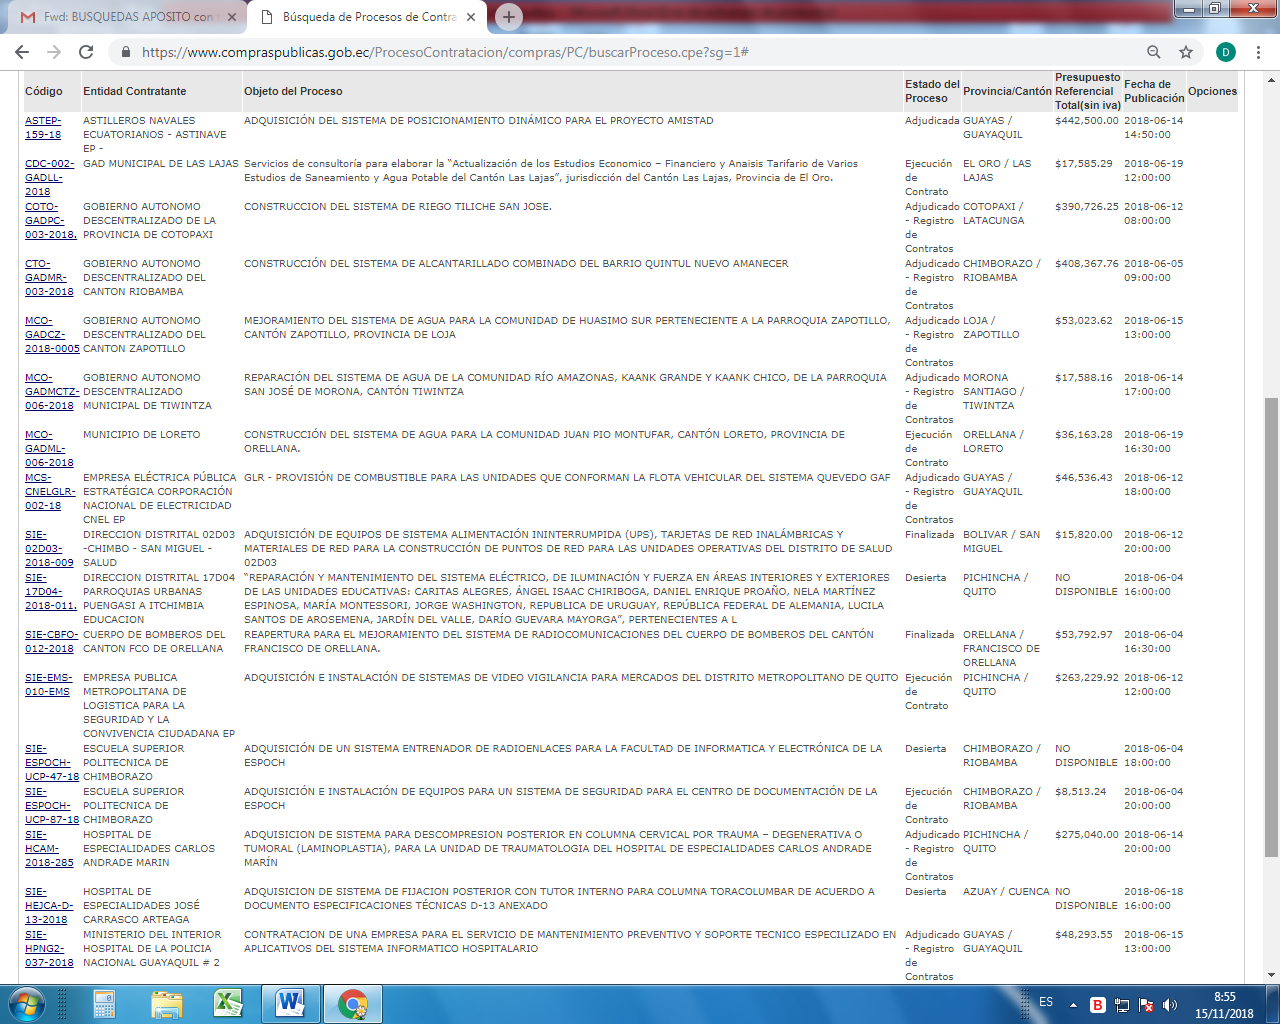 Fwd: BUSQUEDAS APOSITO con
Búsqueda de Procesos de Contra
https://www.compraspublicas.gob.ec/ProcesoContratacion/compras/PC/buscarProceso.cpe?sg=1#
D
Código Entidad Contratante Objeto del Proceso Estado del Proceso Provincia/Cantón Presupuesto Referencial Total(sin iva) Fecha de Publicación Opciones
ASTEP-159-18 ASTILLEROS NAVALES ECUATORIANOS - ASTINAVE EP - ADQUISICIÓN DEL SISTEMA DE POSICIONAMIENTO DINÁMICO PARA EL PROYECTO AMISTAD Adjudicada GUAYAS / GUAYAQUIL $442,500.00 2018-06-14 14:50:00
CDC-002-GADLL-2018 GAD MUNICIPAL DE LAS LAJAS Servicios de consultoría para elaborar la “Actualización de los Estudios Economico – Financiero y Anaisis Tarifario de Varios Estudios de Saneamiento y Agua Potable del Cantón Las Lajas”, jurisdicción del Cantón Las Lajas, Provincia de El Oro. Ejecución de Contrato EL ORO / LAS LAJAS $17,585.29 2018-06-19 12:00:00
COTO-GADPC-003-2018. GOBIERNO AUTONOMO DESCENTRALIZADO DE LA PROVINCIA DE COTOPAXI CONSTRUCCION DEL SISTEMA DE RIEGO TILICHE SAN JOSE. Adjudicado - Registro de Contratos COTOPAXI / LATACUNGA $390,726.25 2018-06-12 08:00:00
CTO-GADMR-003-2018 GOBIERNO AUTONOMO DESCENTRALIZADO DEL CANTON RIOBAMBA CONSTRUCCIÓN DEL SISTEMA DE ALCANTARILLADO COMBINADO DEL BARRIO QUINTUL NUEVO AMANECER Adjudicado - Registro de Contratos CHIMBORAZO / RIOBAMBA $408,367.76 2018-06-05 09:00:00
MCO-GADCZ-2018-0005 GOBIERNO AUTONOMO DESCENTRALIZADO DEL CANTON ZAPOTILLO MEJORAMIENTO DEL SISTEMA DE AGUA PARA LA COMUNIDAD DE HUASIMO SUR PERTENECIENTE A LA PARROQUIA ZAPOTILLO, CANTÓN ZAPOTILLO, PROVINCIA DE LOJA Adjudicado - Registro de Contratos LOJA / ZAPOTILLO $53,023.62 2018-06-15 13:00:00
MCO-GADMCTZ-006-2018 GOBIERNO AUTONOMO DESCENTRALIZADO MUNICIPAL DE TIWINTZA REPARACIÓN DEL SISTEMA DE AGUA DE LA COMUNIDAD RÍO AMAZONAS, KAANK GRANDE Y KAANK CHICO, DE LA PARROQUIA SAN JOSÉ DE MORONA, CANTÓN TIWINTZA Adjudicado - Registro de Contratos MORONA SANTIAGO / TIWINTZA $17,588.16 2018-06-14 17:00:00
MCO-GADML-006-2018 MUNICIPIO DE LORETO CONSTRUCCIÓN DEL SISTEMA DE AGUA PARA LA COMUNIDAD JUAN PIO MONTUFAR, CANTÓN LORETO, PROVINCIA DE ORELLANA. Ejecución de Contrato ORELLANA / LORETO $36,163.28 2018-06-19 16:30:00
MCS-CNELGLR-002-18 EMPRESA ELÉCTRICA PÚBLICA ESTRATÉGICA CORPORACIÓN NACIONAL DE ELECTRICIDAD CNEL EP GLR - PROVISIÓN DE COMBUSTIBLE PARA LAS UNIDADES QUE CONFORMAN LA FLOTA VEHICULAR DEL SISTEMA QUEVEDO GAF Adjudicado - Registro de Contratos GUAYAS / GUAYAQUIL $46,536.43 2018-06-12 18:00:00
SIE-02D03-2018-009 DIRECCION DISTRITAL 02D03 -CHIMBO - SAN MIGUEL - SALUD ADQUISICIÓN DE EQUIPOS DE SISTEMA ALIMENTACIÓN ININTERRUMPIDA (UPS), TARJETAS DE RED INALÁMBRICAS Y MATERIALES DE RED PARA LA CONSTRUCCIÓN DE PUNTOS DE RED PARA LAS UNIDADES OPERATIVAS DEL DISTRITO DE SALUD 02D03 Finalizada BOLIVAR / SAN MIGUEL $15,820.00 2018-06-12 20:00:00
SIE-17D04-2018-011. DIRECCION DISTRITAL 17D04 PARROQUIAS URBANAS PUENGASI A ITCHIMBIA EDUCACION “REPARACIÓN Y MANTENIMIENTO DEL SISTEMA ELÉCTRICO, DE ILUMINACIÓN Y FUERZA EN ÁREAS INTERIORES Y EXTERIORES DE LAS UNIDADES EDUCATIVAS: CARITAS ALEGRES, ÁNGEL ISAAC CHIRIBOGA, DANIEL ENRIQUE PROAÑO, NELA MARTÍNEZ ESPINOSA, MARÍA MONTESSORI, JORGE WASHINGTON, REPUBLICA DE URUGUAY, REPÚBLICA FEDERAL DE ALEMANIA, LUCILA SANTOS DE AROSEMENA, JARDÍN DEL VALLE, DARÍO GUEVARA MAYORGA”, PERTENECIENTES A L Desierta PICHINCHA / QUITO NO DISPONIBLE 2018-06-04 16:00:00
SIE-CBFO-012-2018 CUERPO DE BOMBEROS DEL CANTON FCO DE ORELLANA REAPERTURA PARA EL MEJORAMIENTO DEL SISTEMA DE RADIOCOMUNICACIONES DEL CUERPO DE BOMBEROS DEL CANTÓN FRANCISCO DE ORELLANA. Finalizada ORELLANA / FRANCISCO DE ORELLANA $53,792.97 2018-06-04 16:30:00
SIE-EMS-010-EMS EMPRESA PUBLICA METROPOLITANA DE LOGISTICA PARA LA SEGURIDAD Y LA CONVIVENCIA CIUDADANA EP ADQUISICIÓN E INSTALACIÓN DE SISTEMAS DE VIDEO VIGILANCIA PARA MERCADOS DEL DISTRITO METROPOLITANO DE QUITO Ejecución de Contrato PICHINCHA / QUITO $263,229.92 2018-06-12 12:00:00
SIE-ESPOCH-UCP-47-18 ESCUELA SUPERIOR POLITECNICA DE CHIMBORAZO ADQUISICIÓN DE UN SISTEMA ENTRENADOR DE RADIOENLACES PARA LA FACULTAD DE INFORMATICA Y ELECTRÓNICA DE LA ESPOCH Desierta CHIMBORAZO / RIOBAMBA NO DISPONIBLE 2018-06-04 18:00:00
SIE-ESPOCH-UCP-87-18 ESCUELA SUPERIOR POLITECNICA DE CHIMBORAZO ADQUISICIÓN E INSTALACIÓN DE EQUIPOS PARA UN SISTEMA DE SEGURIDAD PARA EL CENTRO DE DOCUMENTACIÓN DE LA ESPOCH Ejecución de Contrato CHIMBORAZO / RIOBAMBA $8,513.24 2018-06-04 20:00:00
SIE-HCAM-2018-285 HOSPITAL DE ESPECIALIDADES CARLOS ANDRADE MARIN ADQUISICION DE SISTEMA PARA DESCOMPRESION POSTERIOR EN COLUMNA CERVICAL POR TRAUMA – DEGENERATIVA O TUMORAL (LAMINOPLASTIA), PARA LA UNIDAD DE TRAUMATOLOGIA DEL HOSPITAL DE ESPECIALIDADES CARLOS ANDRADE MARÍN Adjudicado - Registro de Contratos PICHINCHA / QUITO $275,040.00 2018-06-14 20:00:00
SIE-HEJCA-D-13-2018 HOSPITAL DE ESPECIALIDADES JOSÉ CARRASCO ARTEAGA ADQUISICION DE SISTEMA DE FIJACION POSTERIOR CON TUTOR INTERNO PARA COLUMNA TORACOLUMBAR DE ACUERDO A DOCUMENTO ESPECIFICACIONES TÉCNICAS D-13 ANEXADO Desierta AZUAY / CUENCA NO DISPONIBLE 2018-06-18 16:00:00
SIE-HPNG2-037-2018 MINISTERIO DEL INTERIOR HOSPITAL DE LA POLICIA NACIONAL GUAYAQUIL # 2 CONTRATACION DE UNA EMPRESA PARA EL SERVICIO DE MANTENIMIENTO PREVENTIVO Y SOPORTE TECNICO ESPECILIZADO EN APLICATIVOS DEL SISTEMA INFORMATICO HOSPITALARIO Adjudicado - Registro de Contratos GUAYAS / GUAYAQUIL $48,293.55 2018-06-15 13:00:00
ES
8:55
15/11/2018